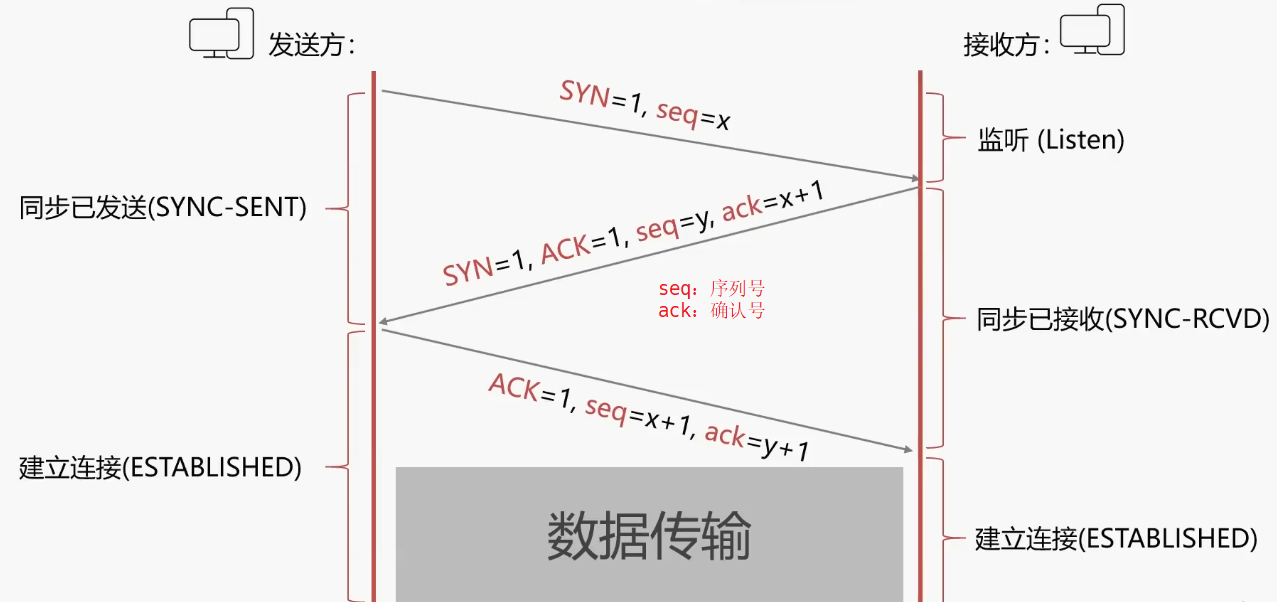 发送方：
接收方：
SYN=1, seq=x
监听 (Listen)
同步已发送(SYNC-SENT)
SYN=1, ACK=1, seq=y, ack=x+1
seq：序列号
ack：确认号
同步已接收(SYNC-RCVD)
ACK=1, seq=x+1, ack=y+1
建立连接(ESTABLISHED)
数据传输
建立连接(ESTABLISHED)